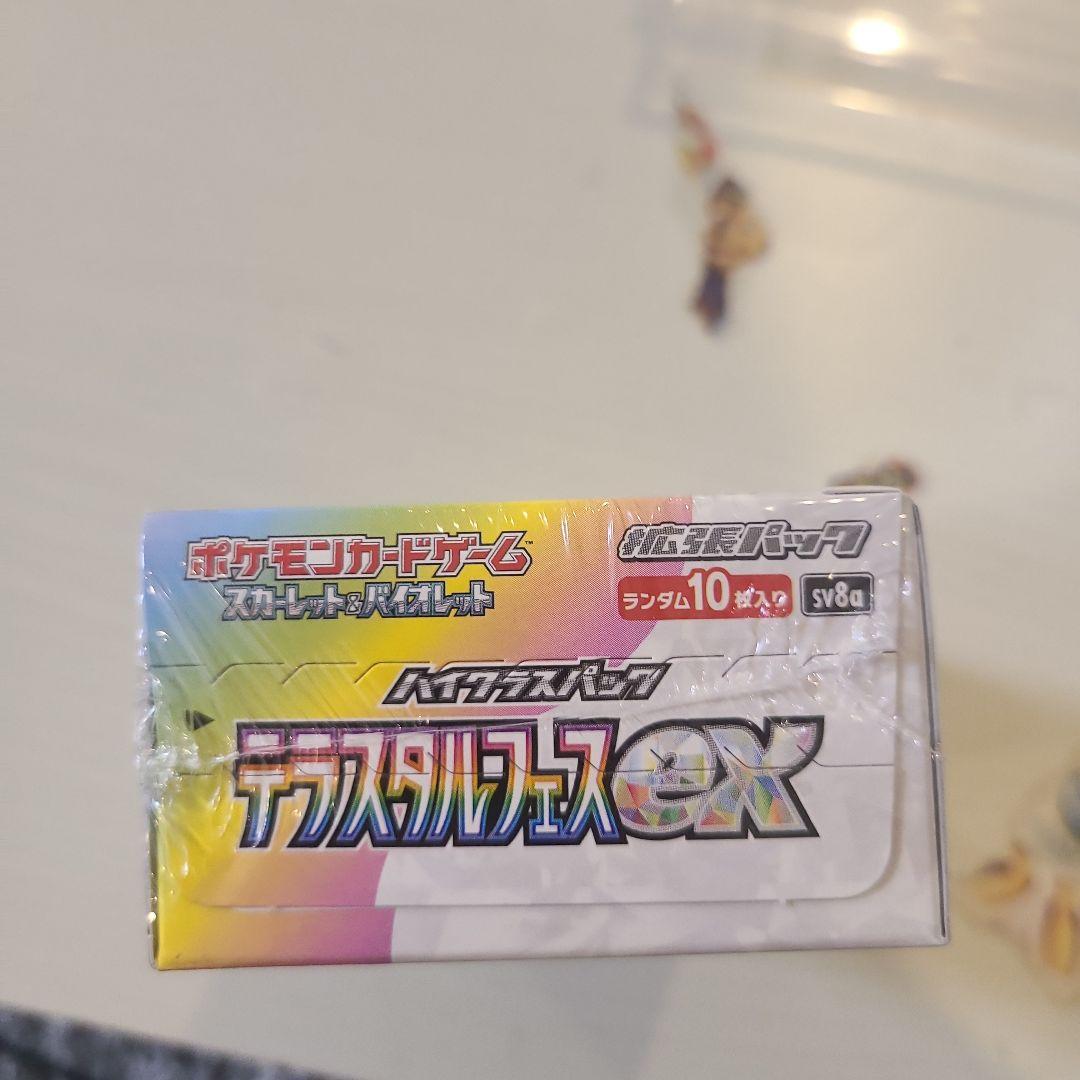 ポケモンカードゲーム™
スカーレット&バイオレット
拡張パック
ランダム10枚入り
sv8a
ハイクラスパック
テラスタルフェスex